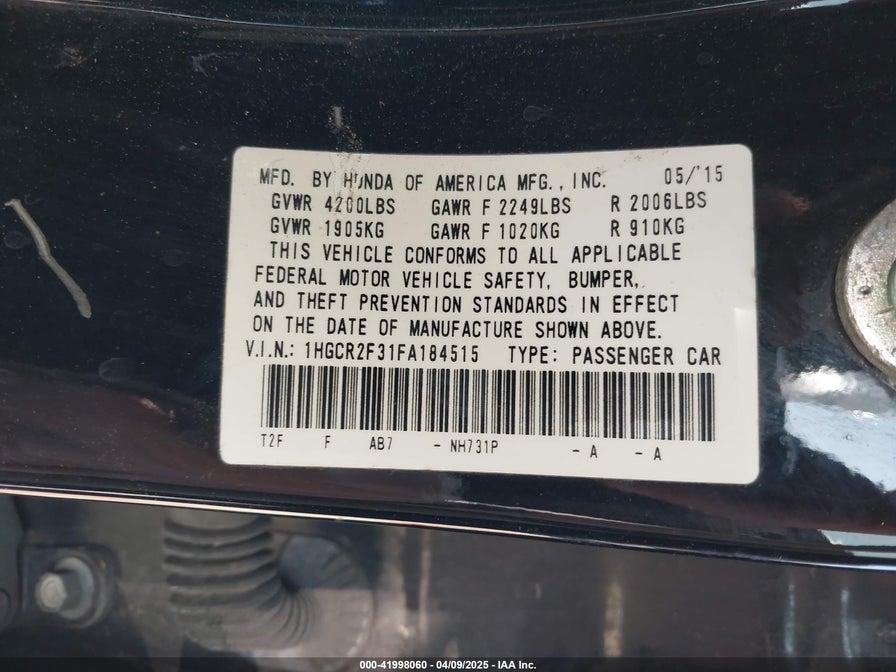 MFD. BY HONDA OF AMERICA MFG., INC. 05/'15
GVWR 4200LBS GAWR F 2249LBS R 2006LBS
GVWR 1905KG GAWR F 1020KG R 910KG
THIS VEHICLE CONFORMS TO ALL APPLICABLE
FEDERAL MOTOR VEHICLE SAFETY, BUMPER,
AND THEFT PREVENTION STANDARDS IN EFFECT
ON THE DATE OF MANUFACTURE SHOWN ABOVE.
V.I.N.: 1HGCR2F31FA184515 TYPE: PASSENGER CAR
T2F F AB7 - NH731P - A - A
000-41998060 - 04/09/2025 - IAA Inc.